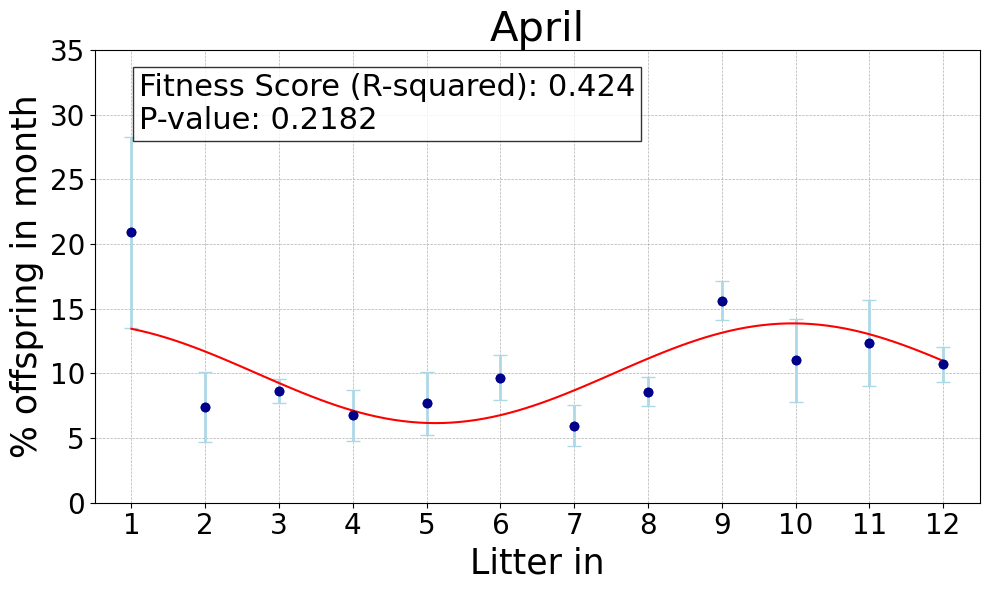 April
% offspring in month
35
30
25
20
15
10
5
0
Fitness Score (R-squared): 0.424
P-value: 0.2182
1 2 3 4 5 6 7 8 9 10 11 12
Litter in